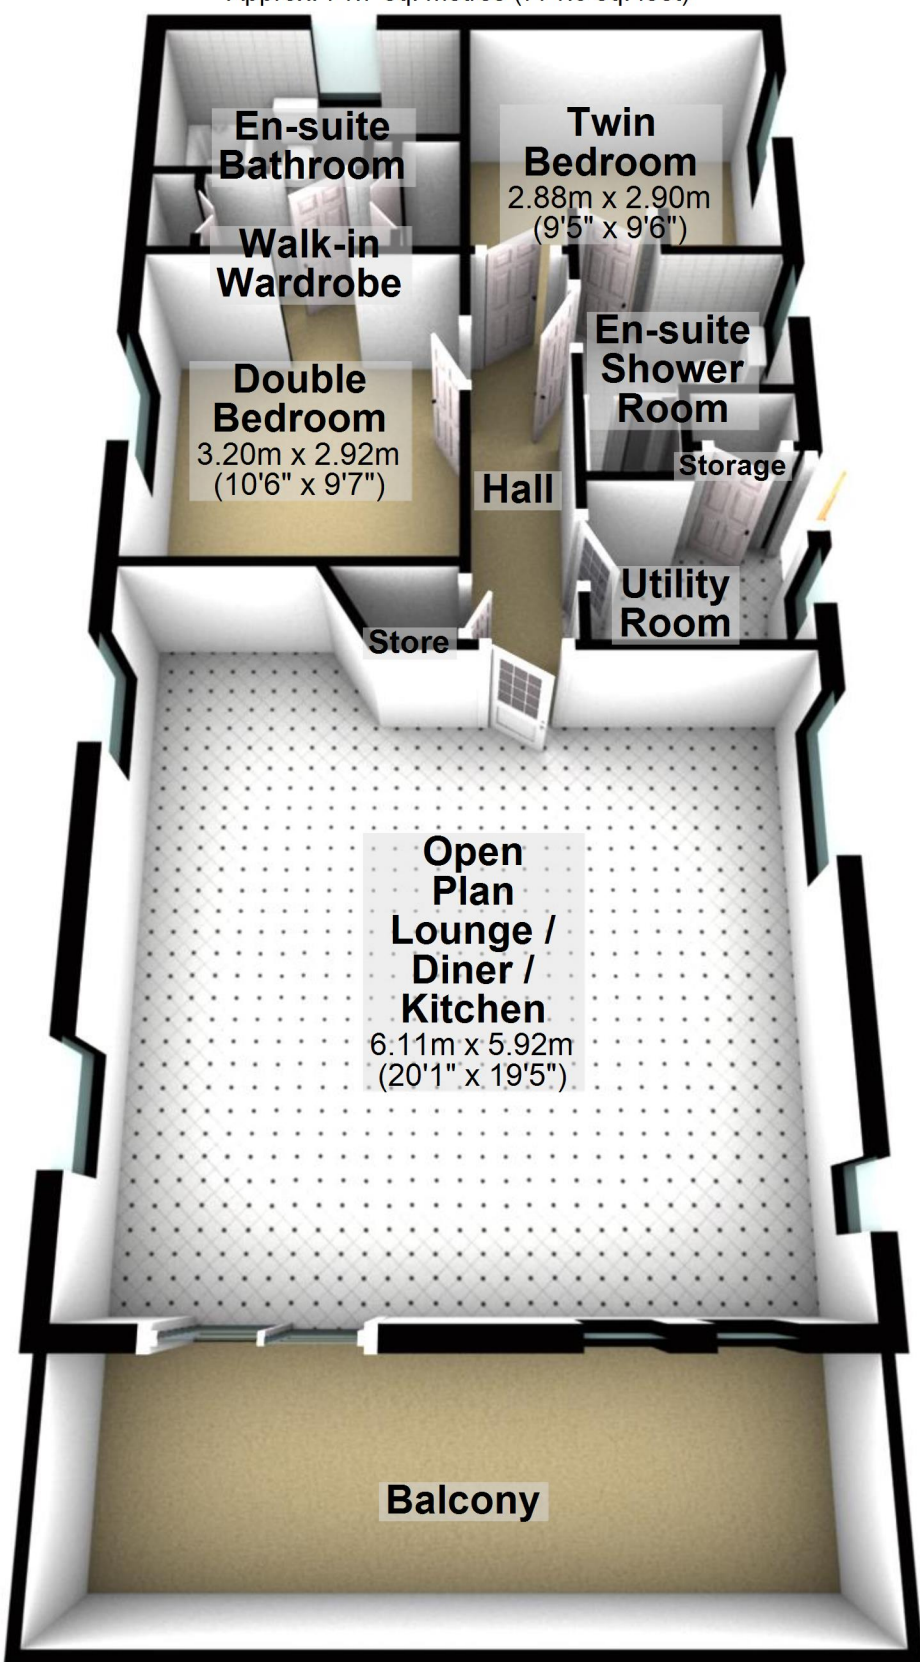 En-suite
Bathroom
Twin
Bedroom
2.88m x 2.90m
(9'5" x 9'6")
Walk-in
Wardrobe
En-suite
Shower
Room
Double
Bedroom
3.20m x 2.92m
(10'6" x 9'7")
Storage
Hall
Utility
Room
Store
Open
Plan
Lounge /
Diner /
Kitchen
6.11m x 5.92m
(20'1" x 19'5")
Balcony